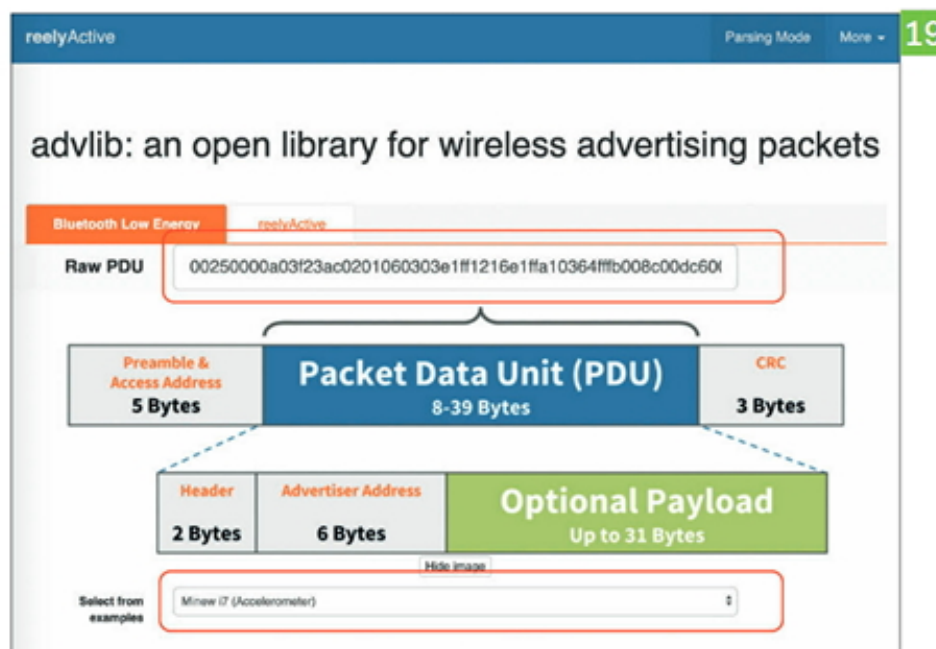 reelyActive
Parsing Mode
More
19
advlib: an open library for wireless advertising packets
Bluetooth Low Energy
reelyActive
Raw PDU
00250000a03f23ac0201060303e1ff1216e1ffa10364fffb008c00dc60
Preamble &
Access Address
5 Bytes
Packet Data Unit (PDU)
8-39 Bytes
CRC
3 Bytes
Header
2 Bytes
Advertiser Address
6 Bytes
Optional Payload
Up to 31 Bytes
Hide image
Select from
examples
Minew i7 (Accelerometer)